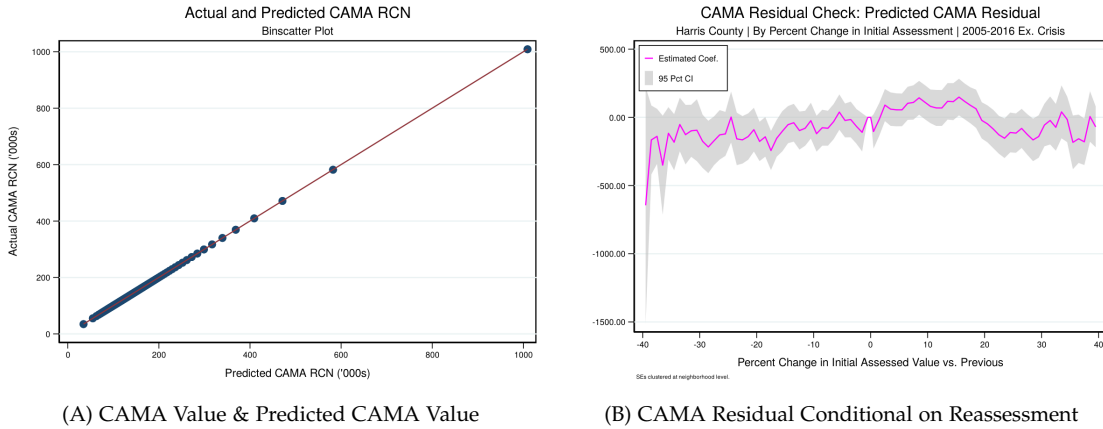 Actual and Predicted CAMA RCN
Binscatter Plot
Actual CAMA RCN ('000s)
1000
800
600
400
200
0
0 200 400 600 800 1000
Predicted CAMA RCN ('000s)
(A) CAMA Value & Predicted CAMA Value
CAMA Residual Check: Predicted CAMA Residual
Harris County | By Percent Change in Initial Assessment | 2005-2016 Ex. Crisis
Estimated Coef.
95 Pct CI
500.00
0.00
-500.00
-1000.00
-1500.00
-40 -30 -20 -10 0 10 20 30 40
Percent Change in Initial Assessed Value vs. Previous
SEs clustered at neighborhood level.
(B) CAMA Residual Conditional on Reassessment